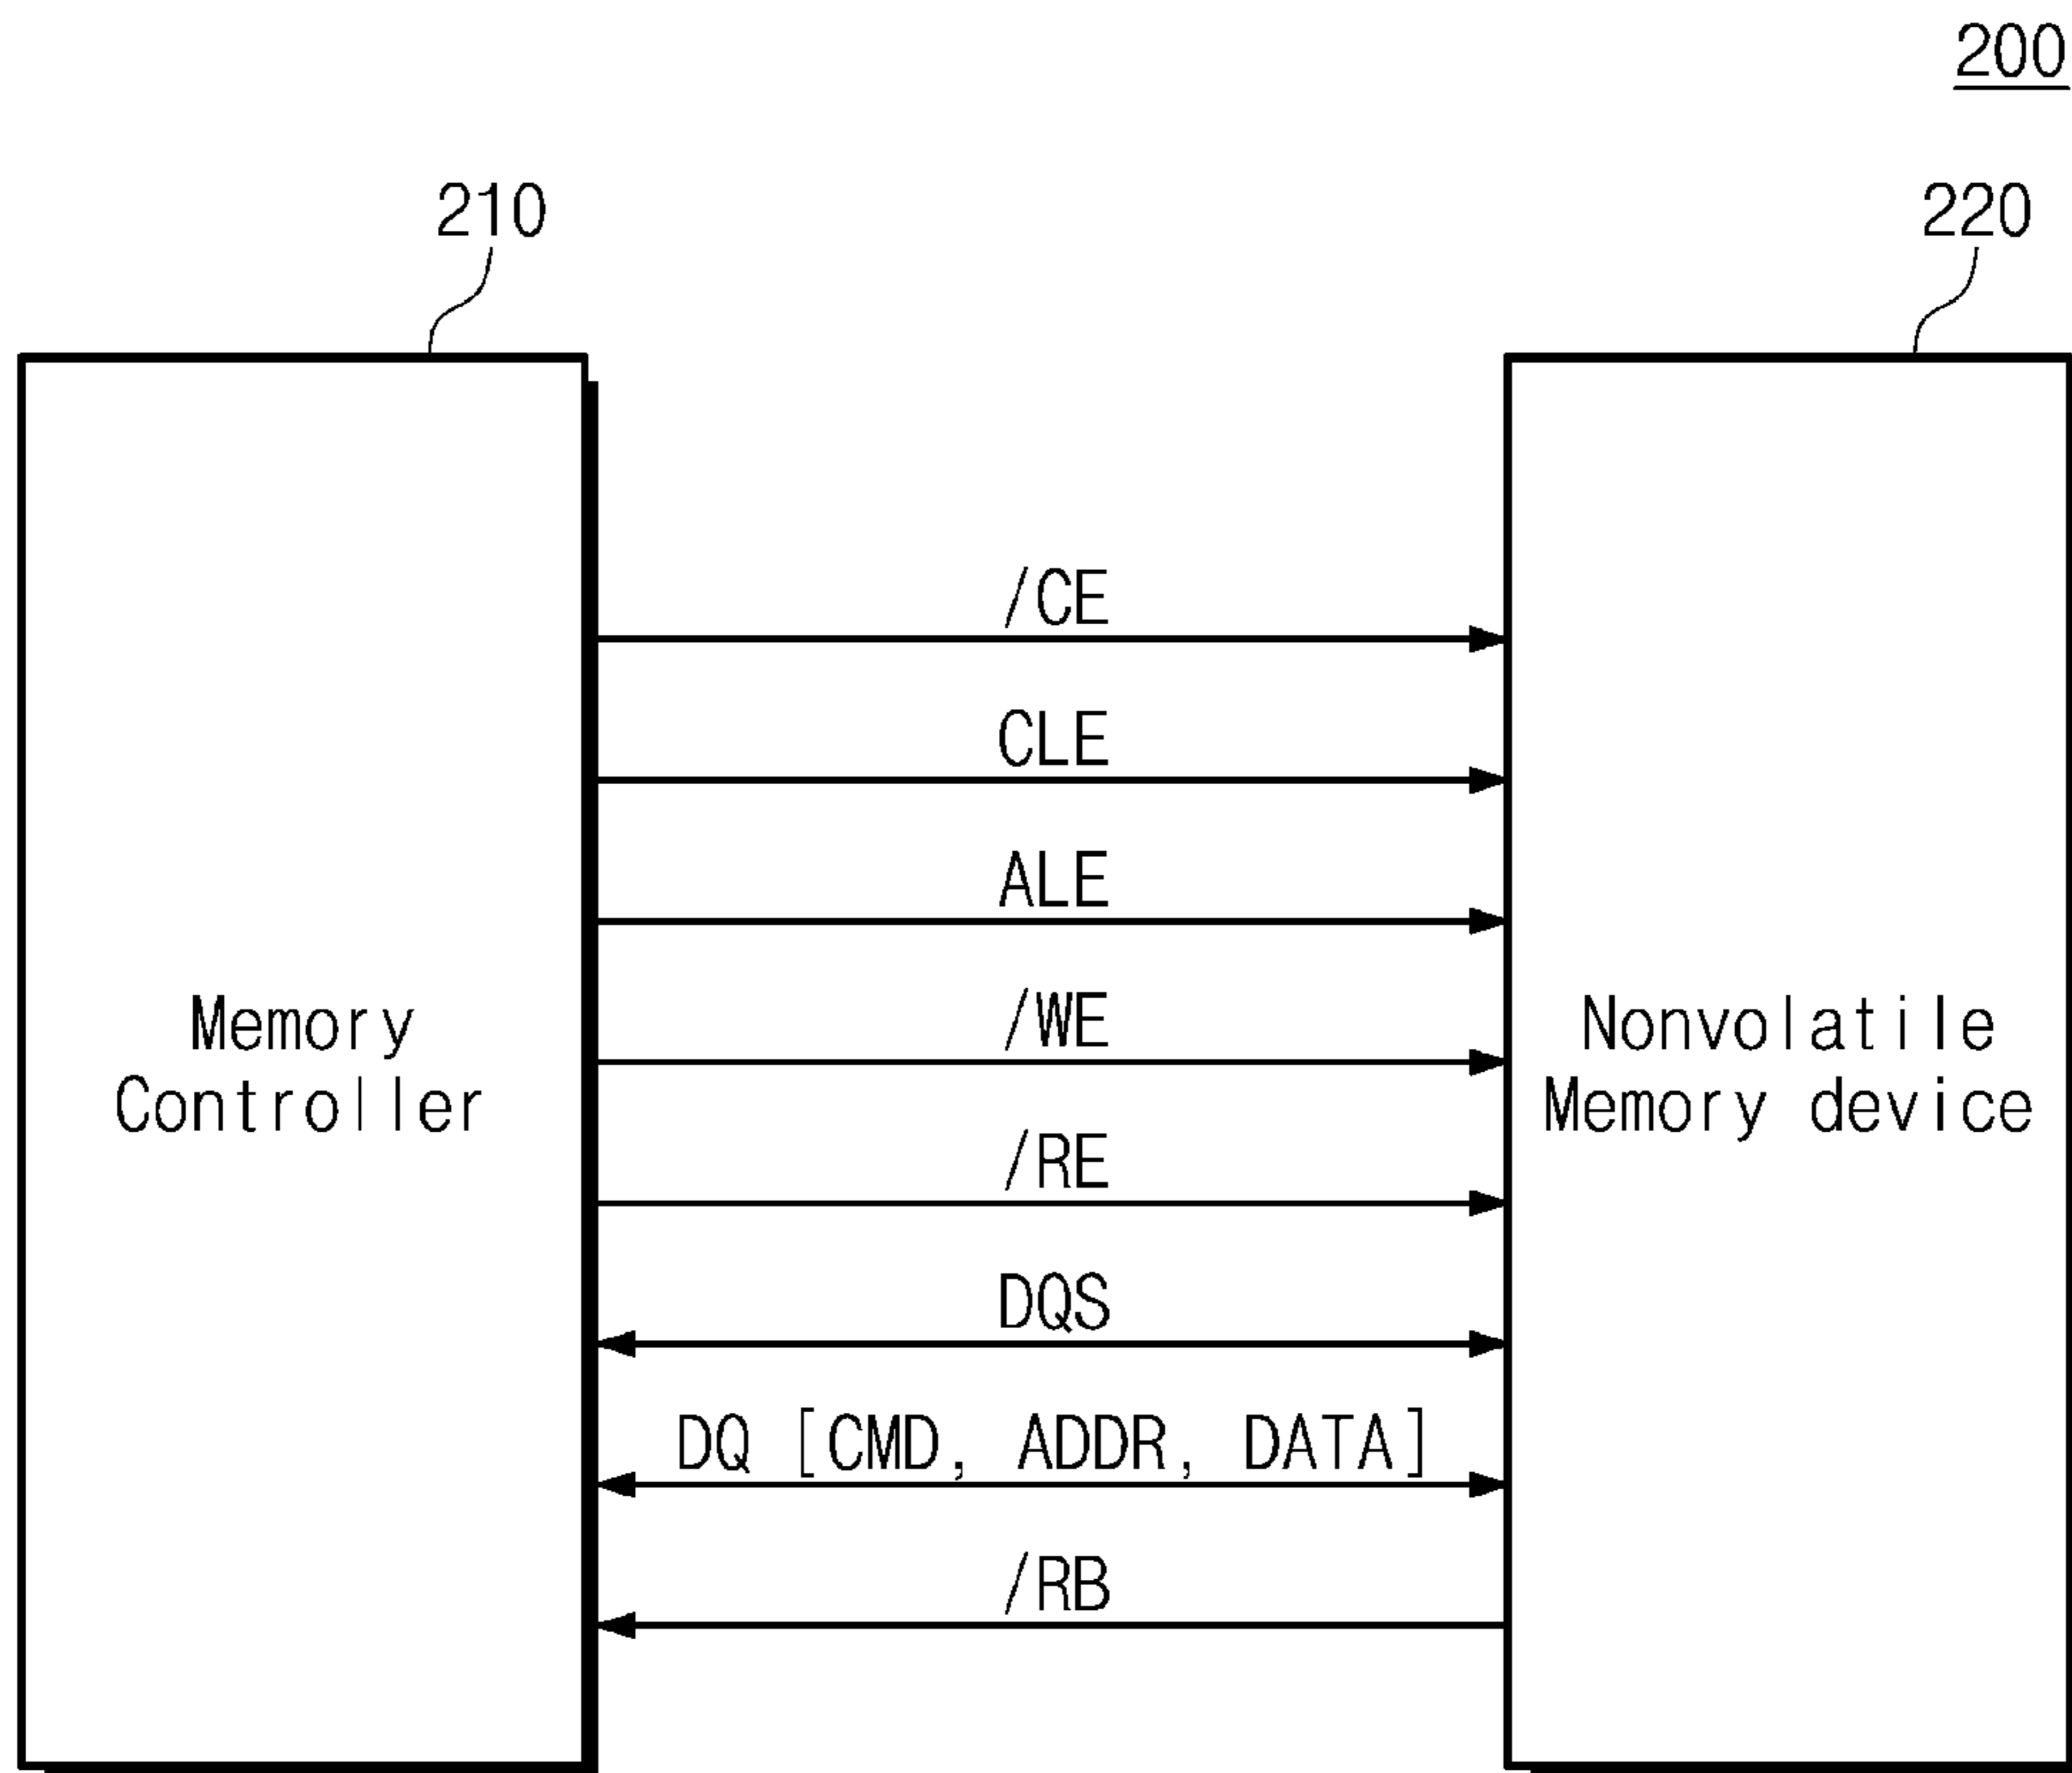 200
210
220
/CE
CLE
ALE
/WE
Memory
Controller
Nonvolatile
Memory device
/RE
DQS
DQ [CMD, ADDR, DATA]
/RB